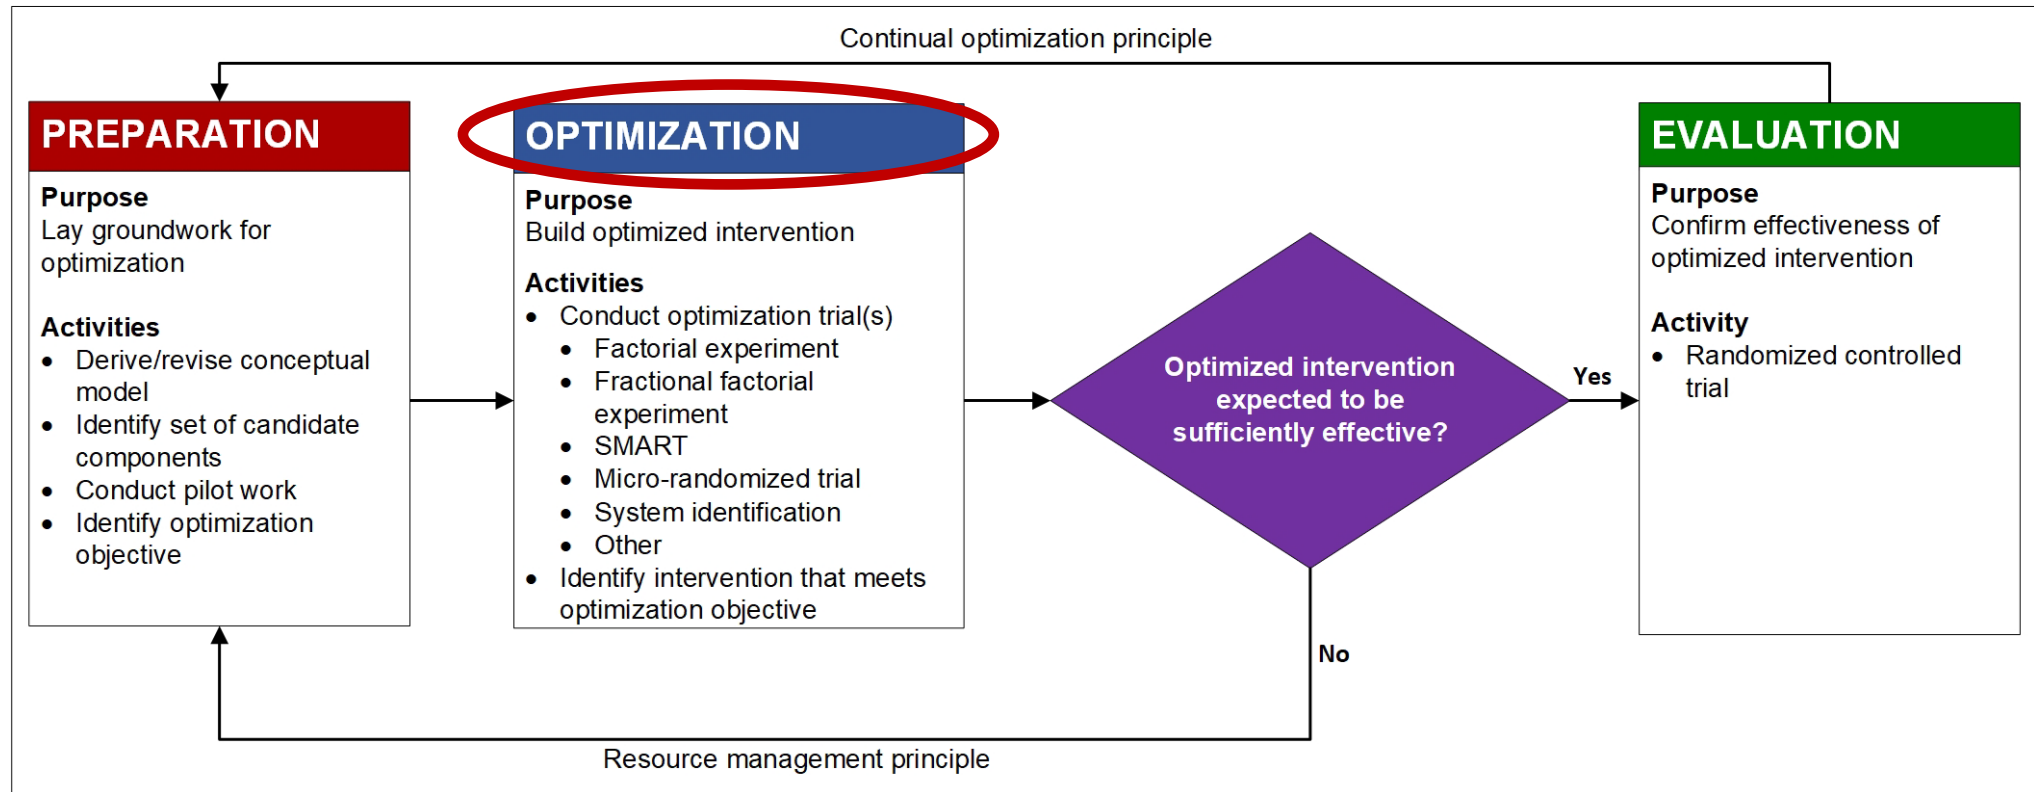 Continual optimization principle
PREPARATION
Purpose
Lay groundwork for
optimization
Activities
• Derive/revise conceptual
model
• Identify set of candidate
components
• Conduct pilot work
• Identify optimization
objective
OPTIMIZATION
Purpose
Build optimized intervention
Activities
• Conduct optimization trial(s)
• Factorial experiment
• Fractional factorial
experiment
• SMART
• Micro-randomized trial
• System identification
• Other
• Identify intervention that meets
optimization objective
Optimized intervention
expected to be
sufficiently effective?
Yes
No
EVALUATION
Purpose
Confirm effectiveness of
optimized intervention
Activity
• Randomized controlled
trial
Resource management principle